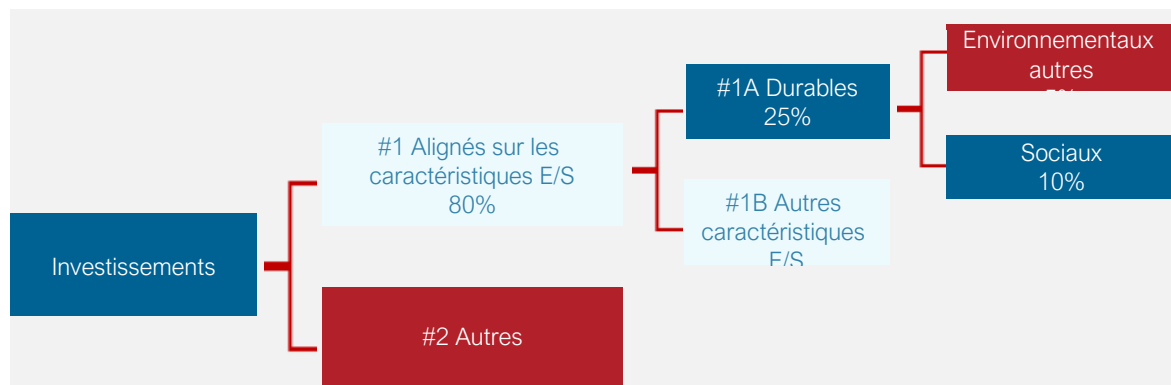 Environnementaux
autres
#1A Durables
25%
#1 Alignés sur les
caractéristiques E/S
80%
Sociaux
10%
#1B Autres
caractéristiques
E/S
Investissements
#2 Autres